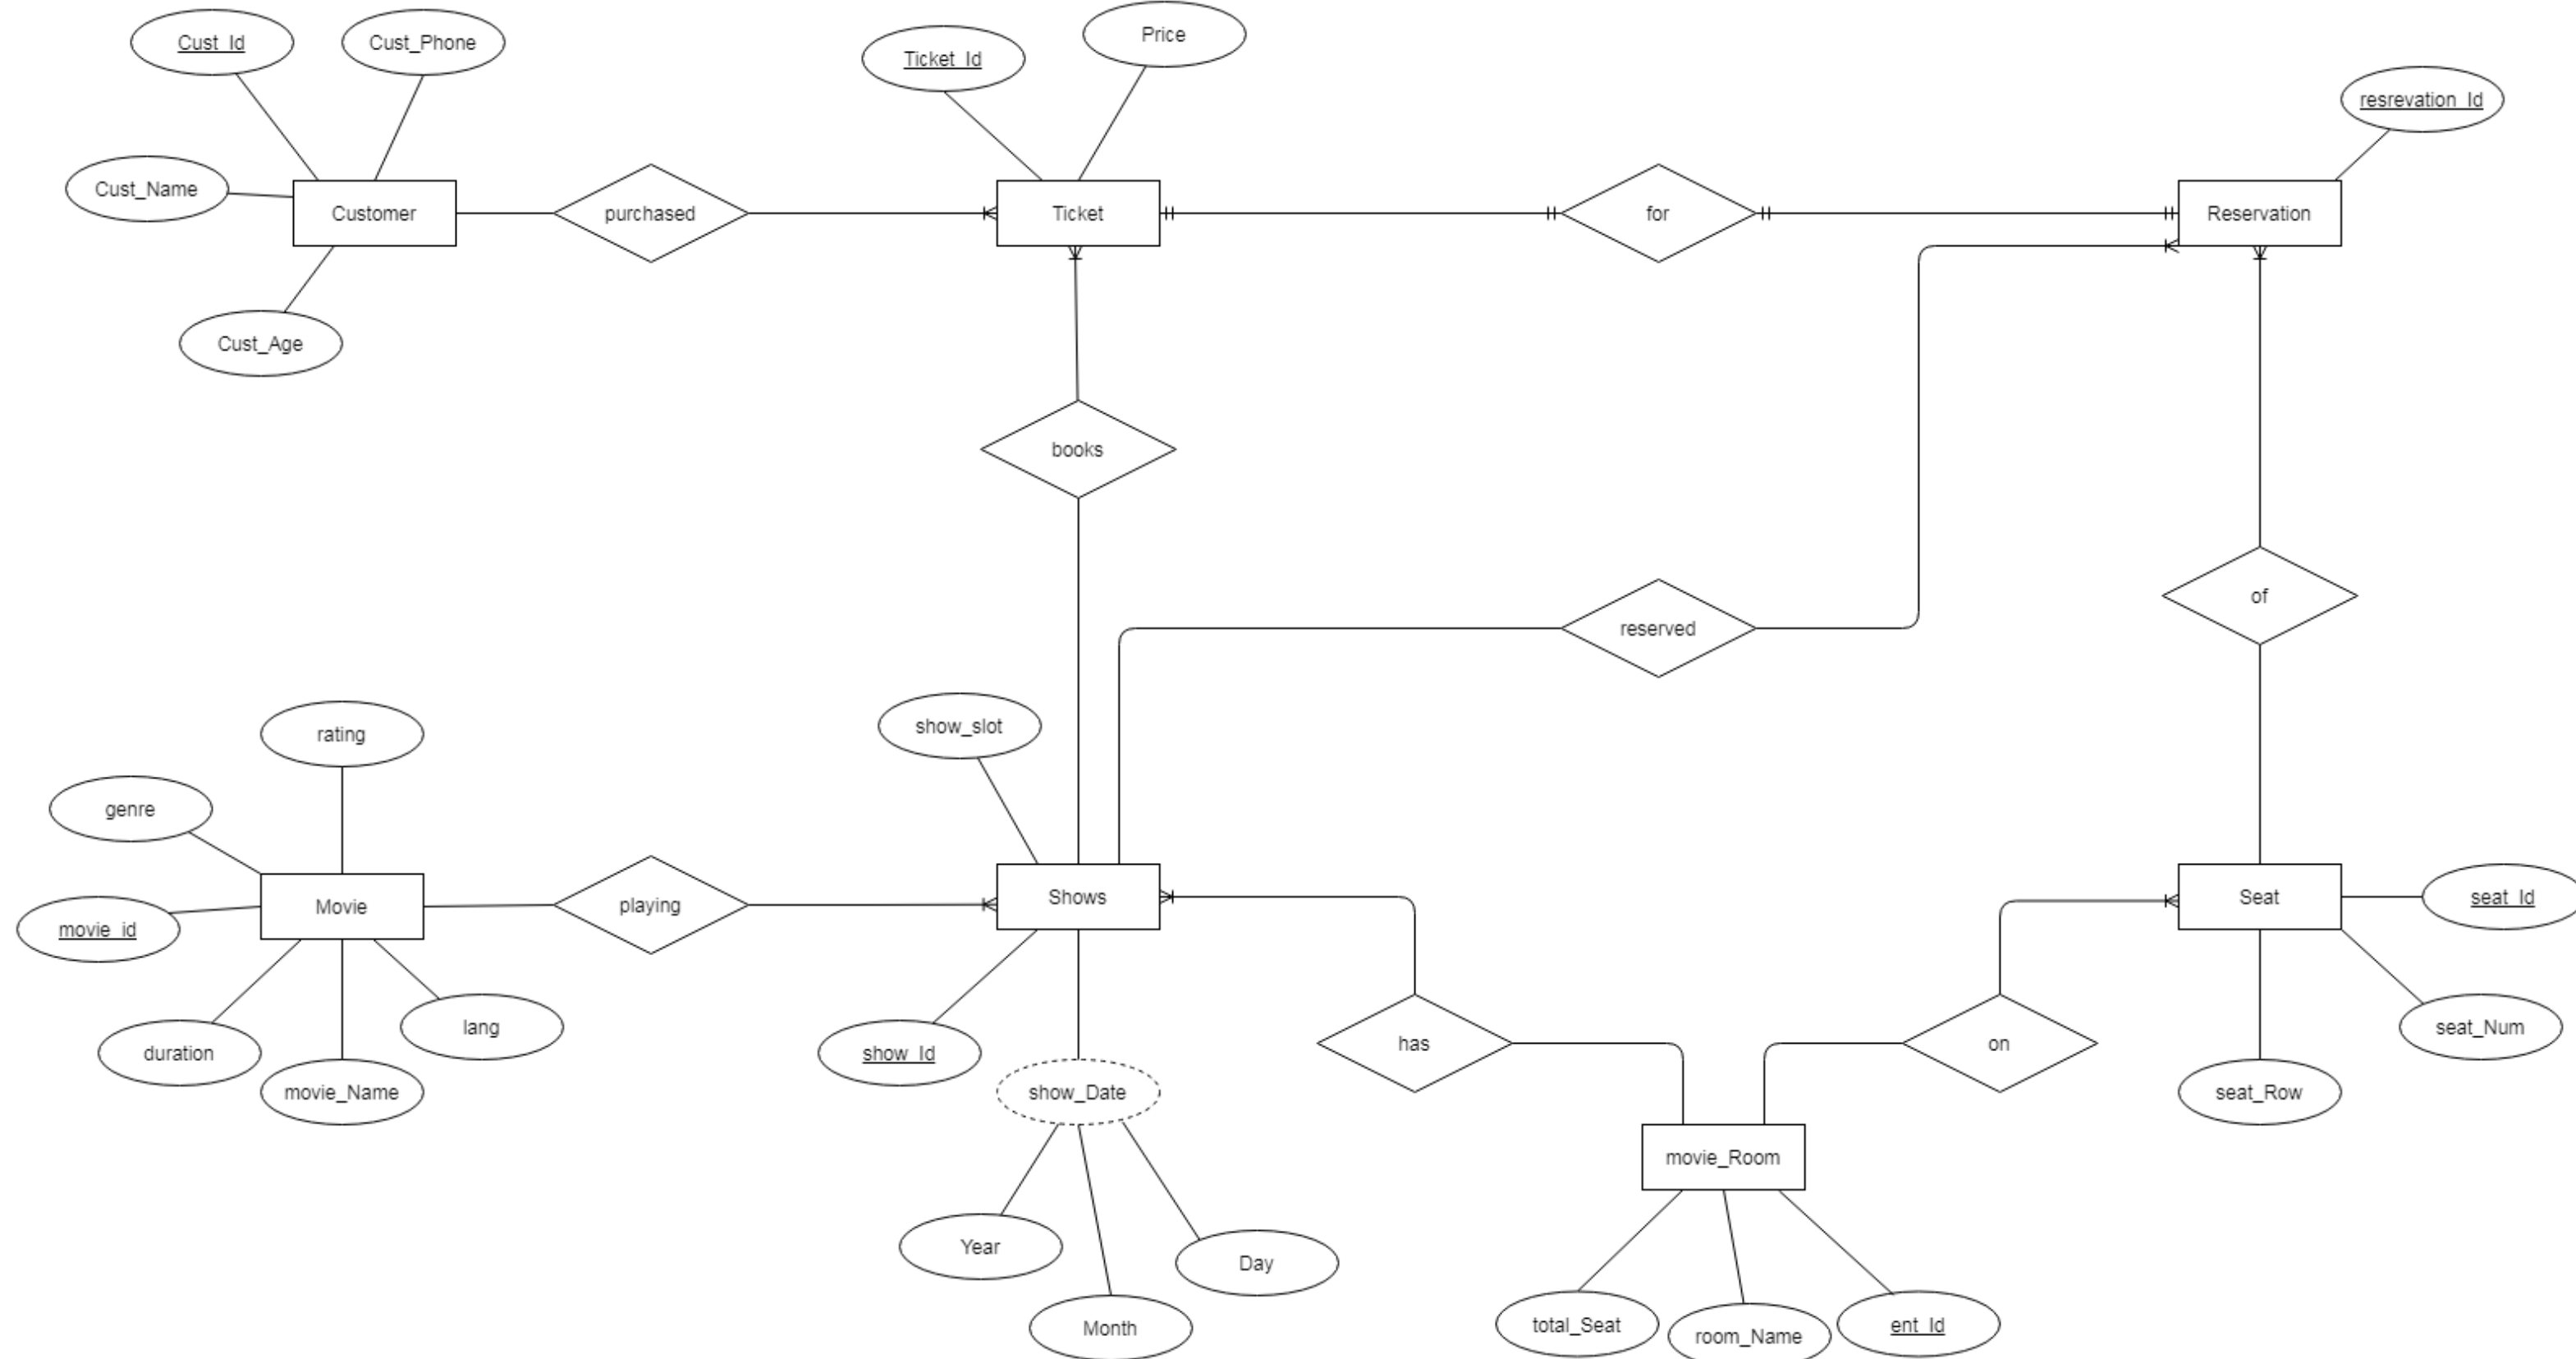 Cust_Id
Cust_Phone
Ticket_Id
Price
resrevation_Id
Cust_Name
Customer
purchased
Ticket
for
Reservation
Cust_Age
books
of
reserved
show_slot
rating
genre
Movie
playing
Shows
Seat
seat_Id
movie_id
duration
movie_Name
lang
show_Id
show_Date
has
on
seat_Num
seat_Row
movie_Room
Year
Month
Day
total_Seat
room_Name
ent_Id